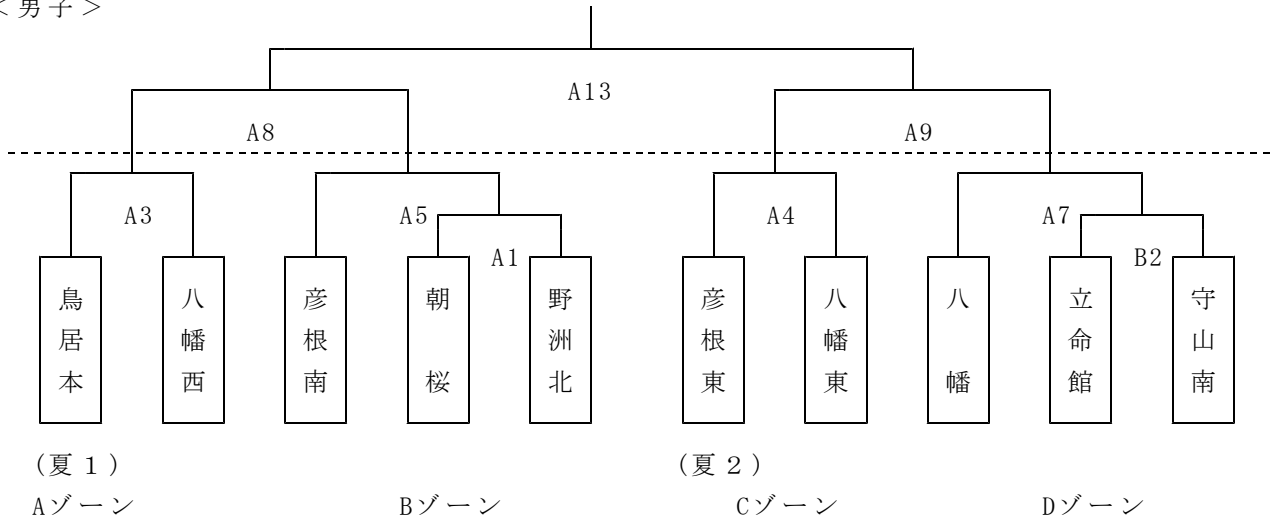 <男子>
A13
A8 A9
A3 A5 A4 A7
A1 B2
鳥居本 八幡西 彦根南 朝桜 野洲北 彦根東 八幡東 八幡 立命館 守山南
(夏1) (夏2)
Aゾーン Bゾーン Cゾーン Dゾーン